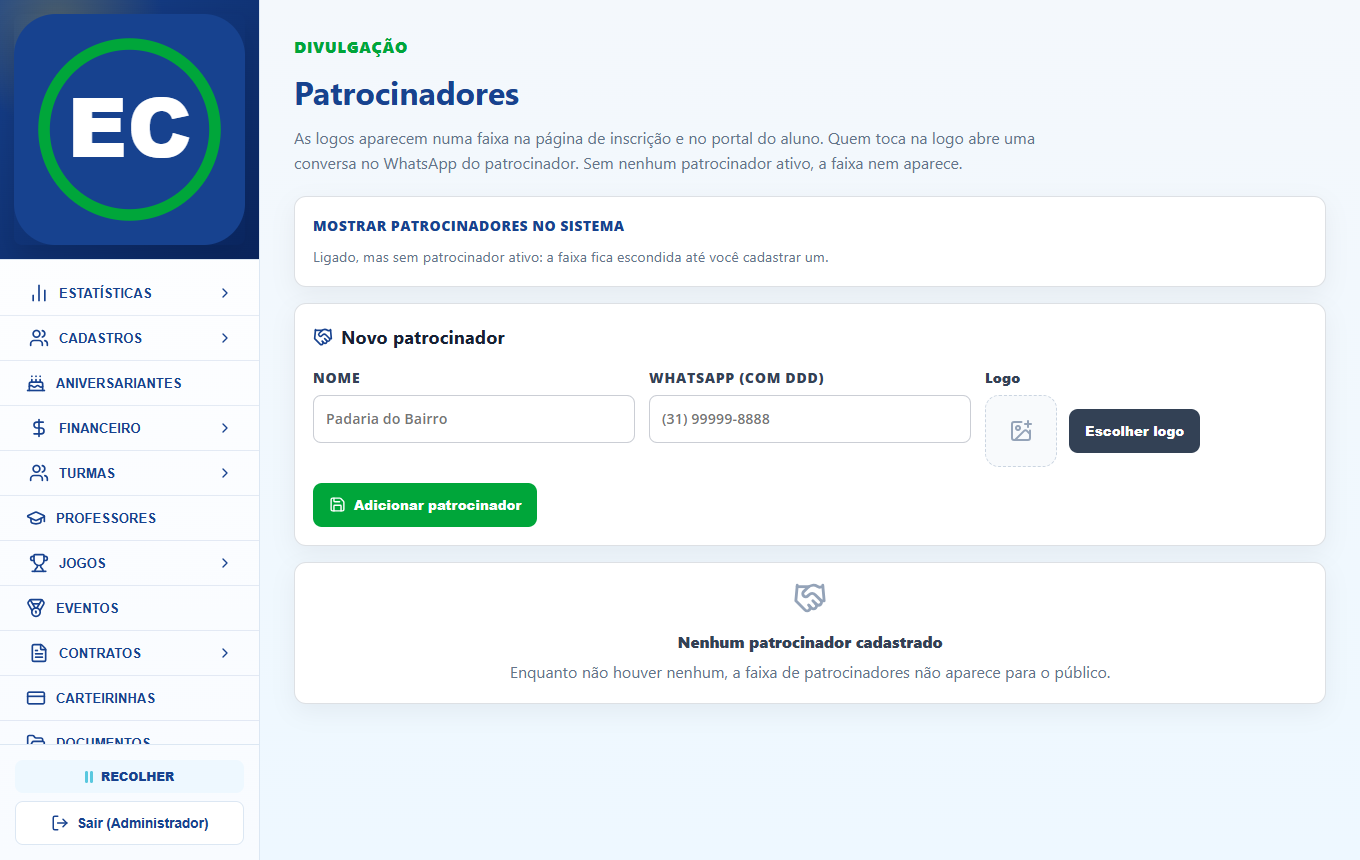 EC
ESTATÍSTICAS
CADASTROS
ANIVERSARIANTES
FINANCEIRO
TURMAS
PROFESSORES
JOGOS
EVENTOS
CONTRATOS
CARTEIRINHAS
DOCUMENTOS
RECOLHER
Sair (Administrador)
DIVULGAÇÃO
Patrocinadores
As logos aparecem numa faixa na página de inscrição e no portal do aluno. Quem toca na logo abre uma
conversa no WhatsApp do patrocinador. Sem nenhum patrocinador ativo, a faixa nem aparece.
MOSTRAR PATROCINADORES NO SISTEMA
Ligado, mas sem patrocinador ativo: a faixa fica escondida até você cadastrar um.
Novo patrocinador
NOME
WHATSAPP (COM DDD)
Logo
Padaria do Bairro
(31) 99999-8888
Escolher logo
Adicionar patrocinador
Nenhum patrocinador cadastrado
Enquanto não houver nenhum, a faixa de patrocinadores não aparece para o público.